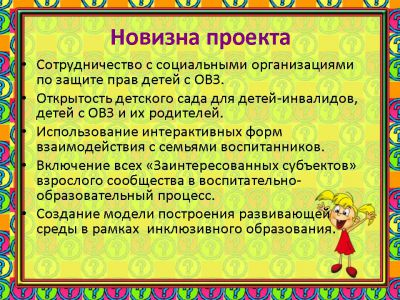 Новизна проекта
• Сотрудничество с социальными организациями
по защите прав детей с ОВЗ.
• Открытость детского сада для детей-инвалидов,
детей с ОВЗ и их родителей.
• Использование интерактивных форм
взаимодействия с семьями воспитанников.
• Включение всех «Заинтересованных субъектов»
взрослого сообщества в воспитательно-
образовательный процесс.
• Создание модели построения развивающей
среды в рамках инклюзивного образования.